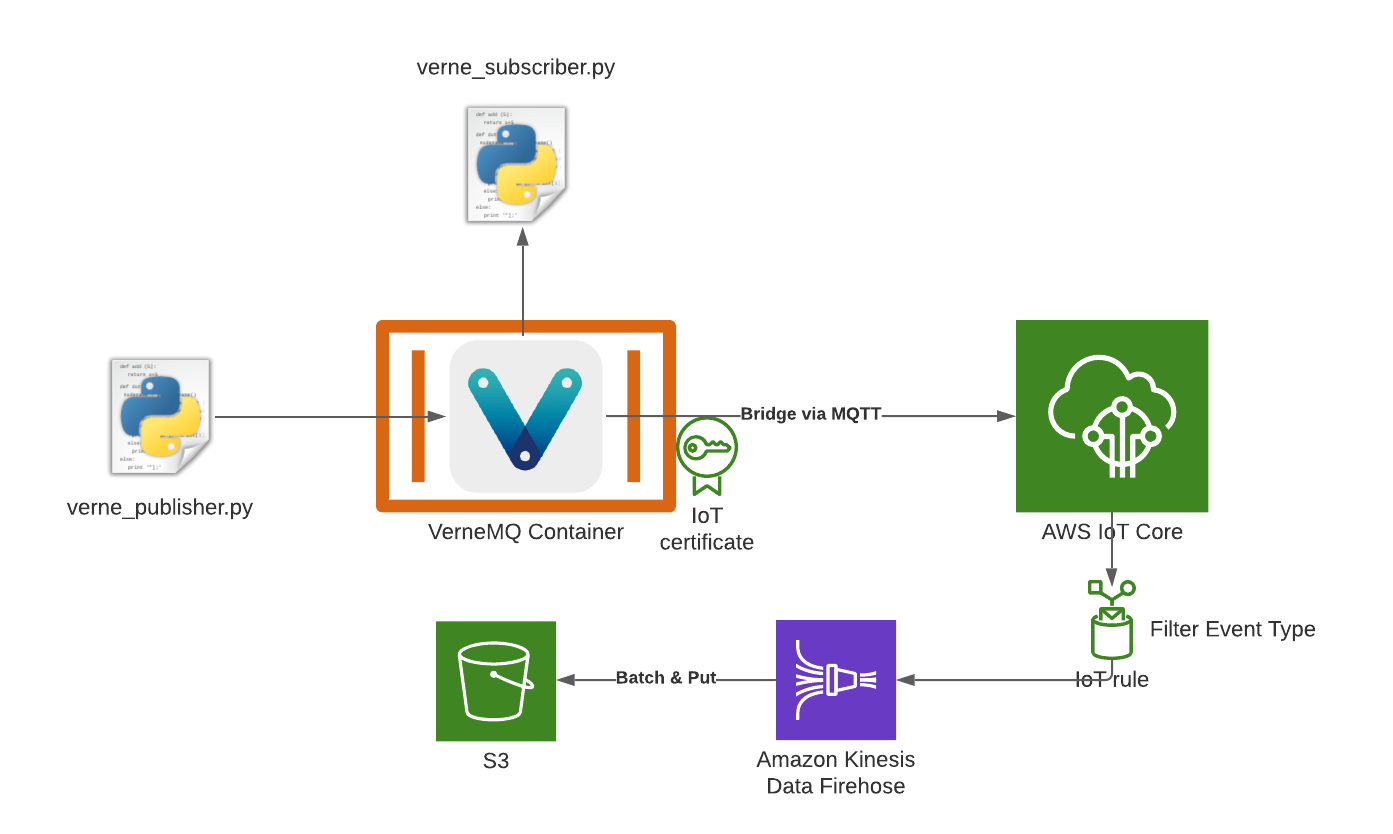 verne_subscriber.py
verne_publisher.py
VerneMQ Container
Bridge via MQTT
IoT
certificate
AWS IoT Core
Filter Event Type
IoT rule
Batch & Put
Amazon Kinesis
Data Firehose
S3